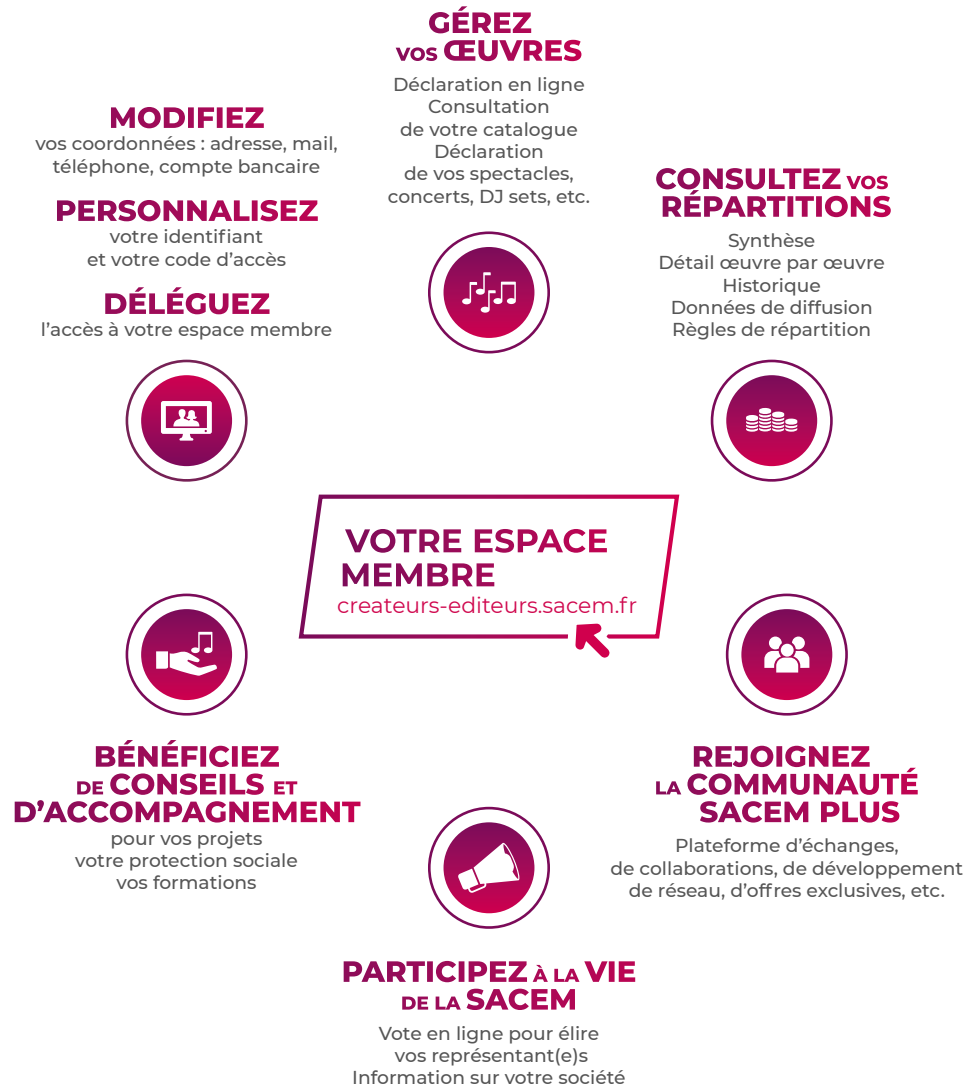 GÉREZ
VOS ŒUVRES
Déclaration en ligne
Consultation
de votre catalogue
Déclaration
de vos spectacles,
concerts, DJ sets, etc.
MODIFIEZ
vos coordonnées : adresse, mail,
téléphone, compte bancaire
PERSONNALISEZ
votre identifiant
et votre code d'accès
DÉLÉGUEZ
l'accès à votre espace membre
CONSULTEZ VOS
RÉPARTITIONS
Synthèse
Détail œuvre par œuvre
Historique
Données de diffusion
Règles de répartition
VOTRE ESPACE
MEMBRE
createurs-editeurs.sacem.fr
BÉNÉFICIEZ
DE CONSEILS ET
D'ACCOMPAGNEMENT
pour vos projets
votre protection sociale
vos formations
REJOIGNEZ
LA COMMUNAUTÉ
SACEM PLUS
Plateforme d'échanges,
de collaborations, de développement
de réseau, d'offres exclusives, etc.
PARTICIPEZ À LA VIE
DE LA SACEM
Vote en ligne pour élire
vos représentant(e)s
Information sur votre société